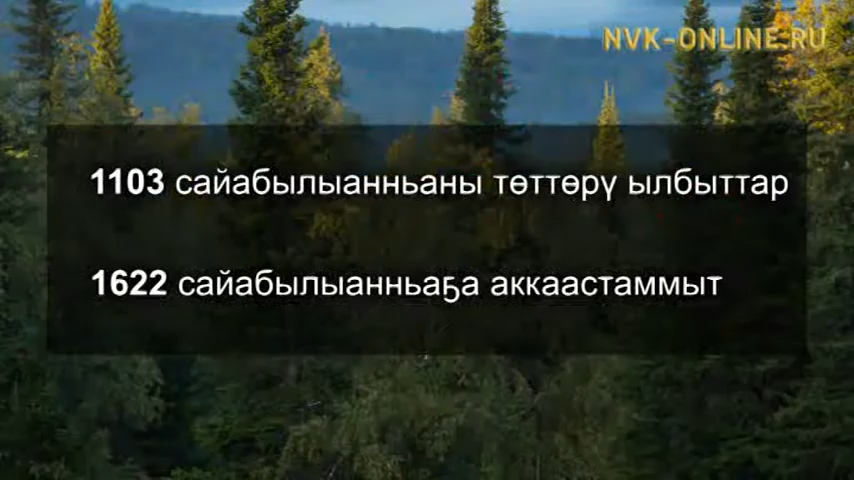 NVK-ONLINE.RU
1103 сайабылыанньаны төттөрү ылбыттар
1622 сайабылыанньаҕа аккаастаммыт